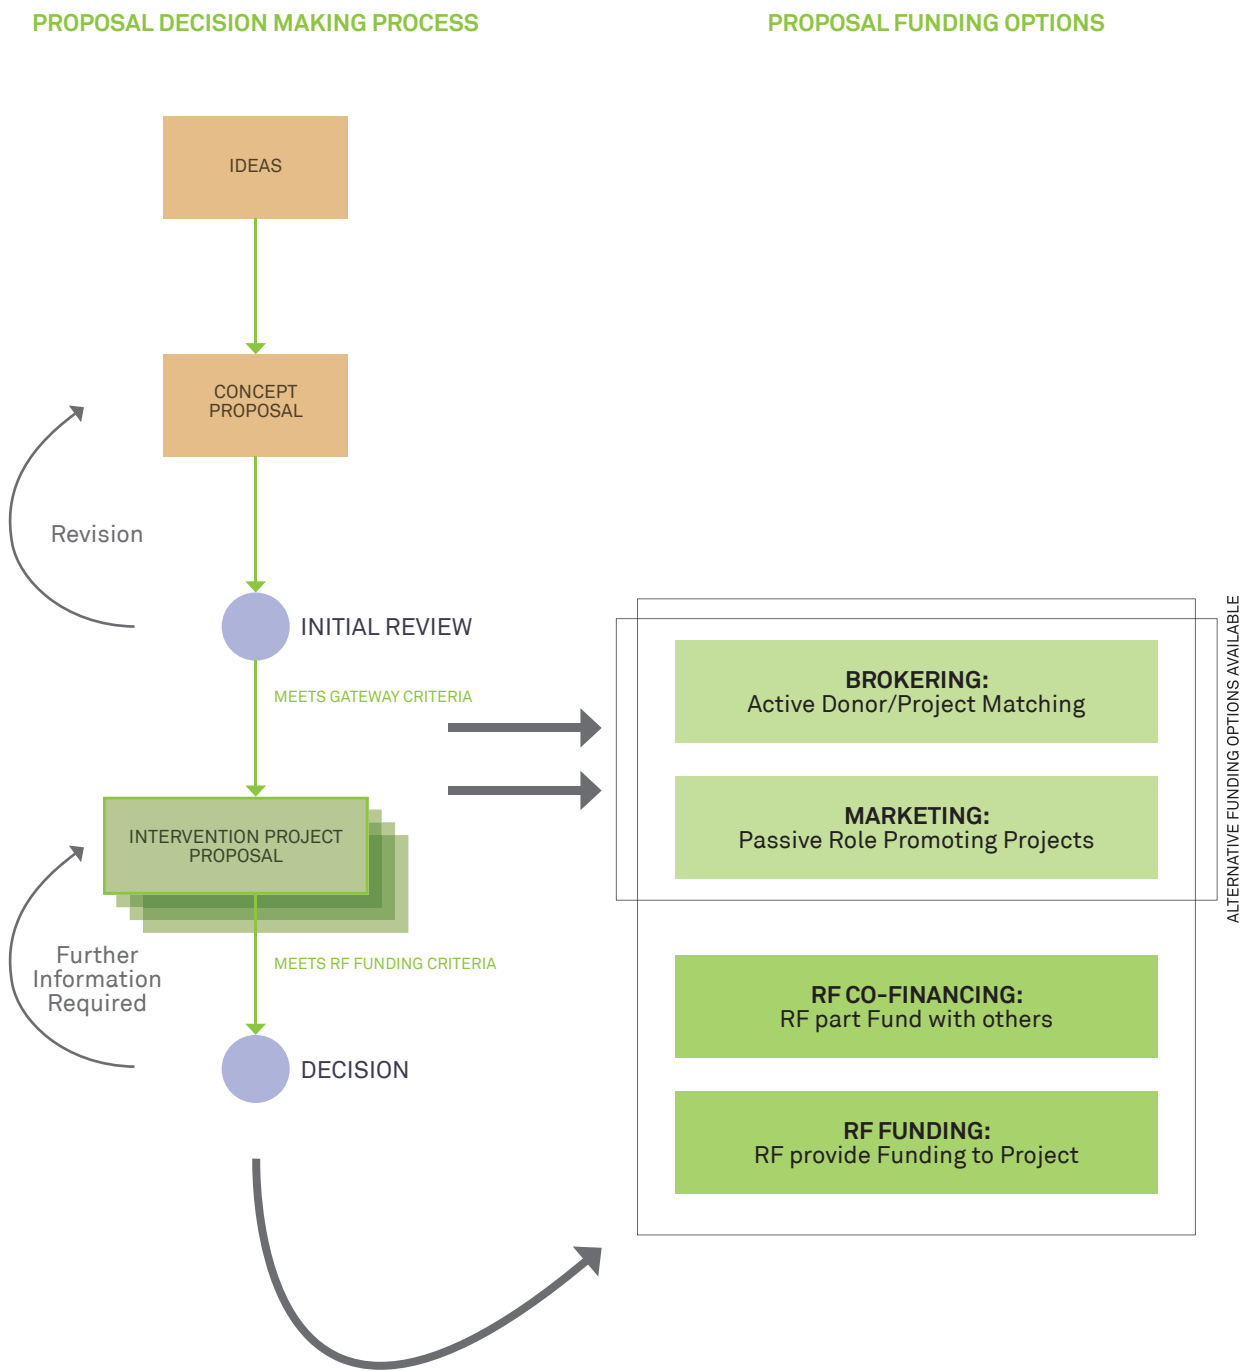 PROPOSAL DECISION MAKING PROCESS
IDEAS
CONCEPT
PROPOSAL
Revision
INITIAL REVIEW
MEETS GATEWAY CRITERIA
INTERVENTION PROJECT
PROPOSAL
Further
Information
Required
MEETS RF FUNDING CRITERIA
DECISION
PROPOSAL FUNDING OPTIONS
BROKERING:
Active Donor/Project Matching
MARKETING:
Passive Role Promoting Projects
RF CO-FINANCING:
RF part Fund with others
RF FUNDING:
RF provide Funding to Project
ALTERNATIVE FUNDING OPTIONS AVAILABLE